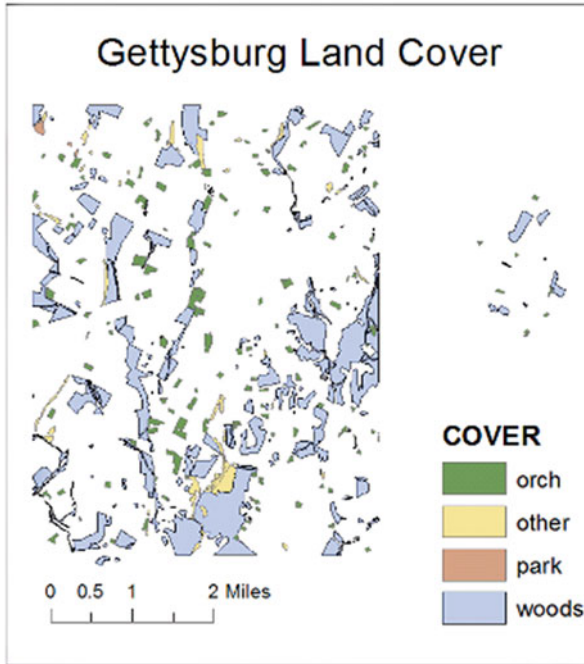 Gettysburg Land Cover
COVER
orch
other
park
woods
0 0.5 1 2 Miles